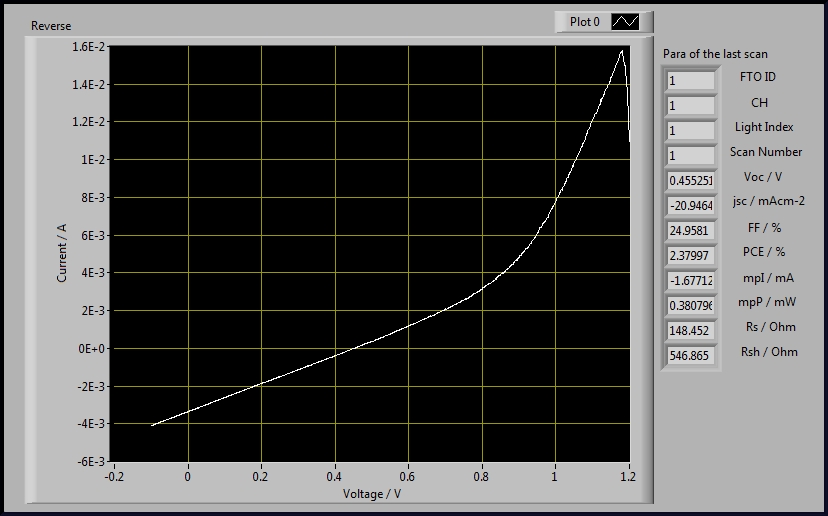 Reverse
Plot 0
1.6E-2
1.4E-2
1.2E-2
1E-2
8E-3
6E-3
4E-3
2E-3
0E+0
-2E-3
-4E-3
-6E-3
Current / A
-0.2 0 0.2 0.4 0.6 0.8 1 1.2
Voltage / V
Para of the last scan
1 FTO ID
1 CH
1 Light Index
1 Scan Number
0.455251 Voc / V
-20.9464 jsc / mAcm-2
24.9581 FF / %
2.37997 PCE / %
-1.67712 mpI / mA
0.380796 mpP / mW
148.452 Rs / Ohm
546.865 Rsh / Ohm